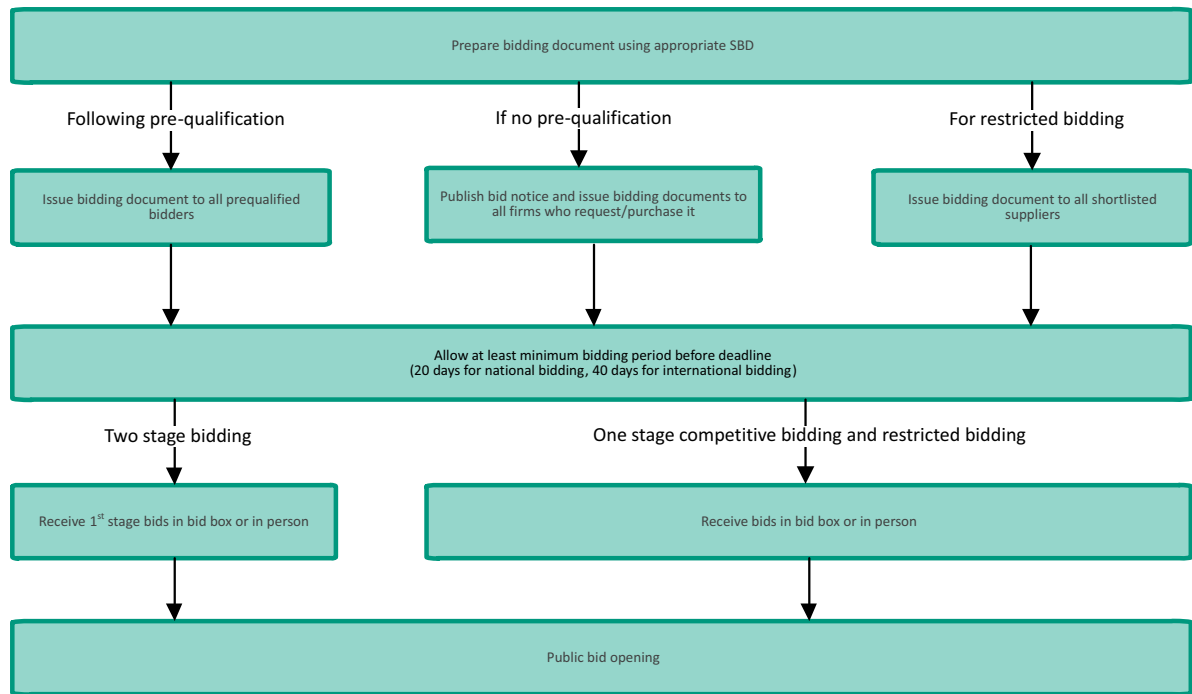 Prepare bidding document using appropriate SBD
Following pre-qualification
If no pre-qualification
For restricted bidding
Issue bidding document to all prequalified
bidders
Publish bid notice and issue bidding documents to
all firms who request/purchase it
Issue bidding document to all shortlisted
suppliers
Allow at least minimum bidding period before deadline
(20 days for national bidding, 40 days for international bidding)
Two stage bidding
One stage competitive bidding and restricted bidding
Receive 1st stage bids in bid box or in person
Receive bids in bid box or in person
Public bid opening